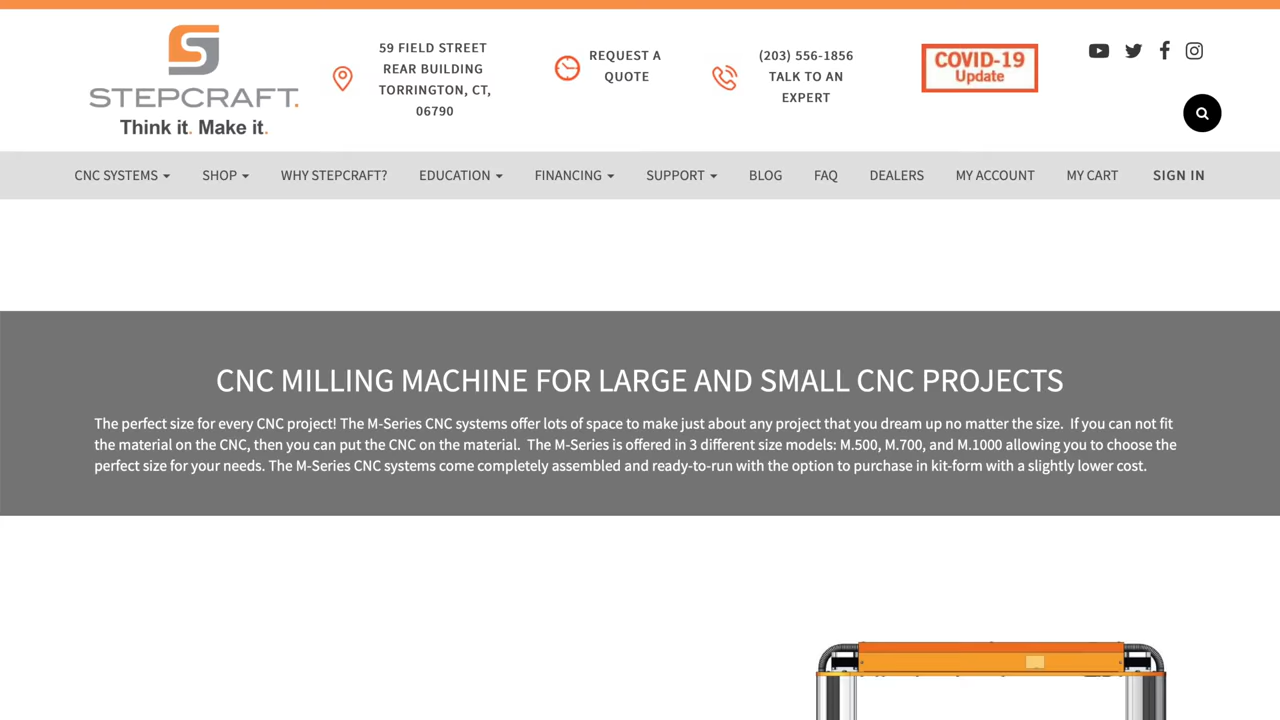 STEPCRAFT.
Think it. Make it.
59 FIELD STREET
REAR BUILDING
TORRINGTON, CT,
06790
REQUEST A
QUOTE
(203) 556-1856
TALK TO AN
EXPERT
COVID-19
Update
CNC SYSTEMS
SHOP
WHY STEPCRAFT?
EDUCATION
FINANCING
SUPPORT
BLOG
FAQ
DEALERS
MY ACCOUNT
MY CART
SIGN IN
CNC MILLING MACHINE FOR LARGE AND SMALL CNC PROJECTS
The perfect size for every CNC project! The M-Series CNC systems offer lots of space to make just about any project that you dream up no matter the size. If you can not fit
the material on the CNC, then you can put the CNC on the material. The M-Series is offered in 3 different size models: M.500, M.700, and M.1000 allowing you to choose the
perfect size for your needs. The M-Series CNC systems come completely assembled and ready-to-run with the option to purchase in kit-form with a slightly lower cost.